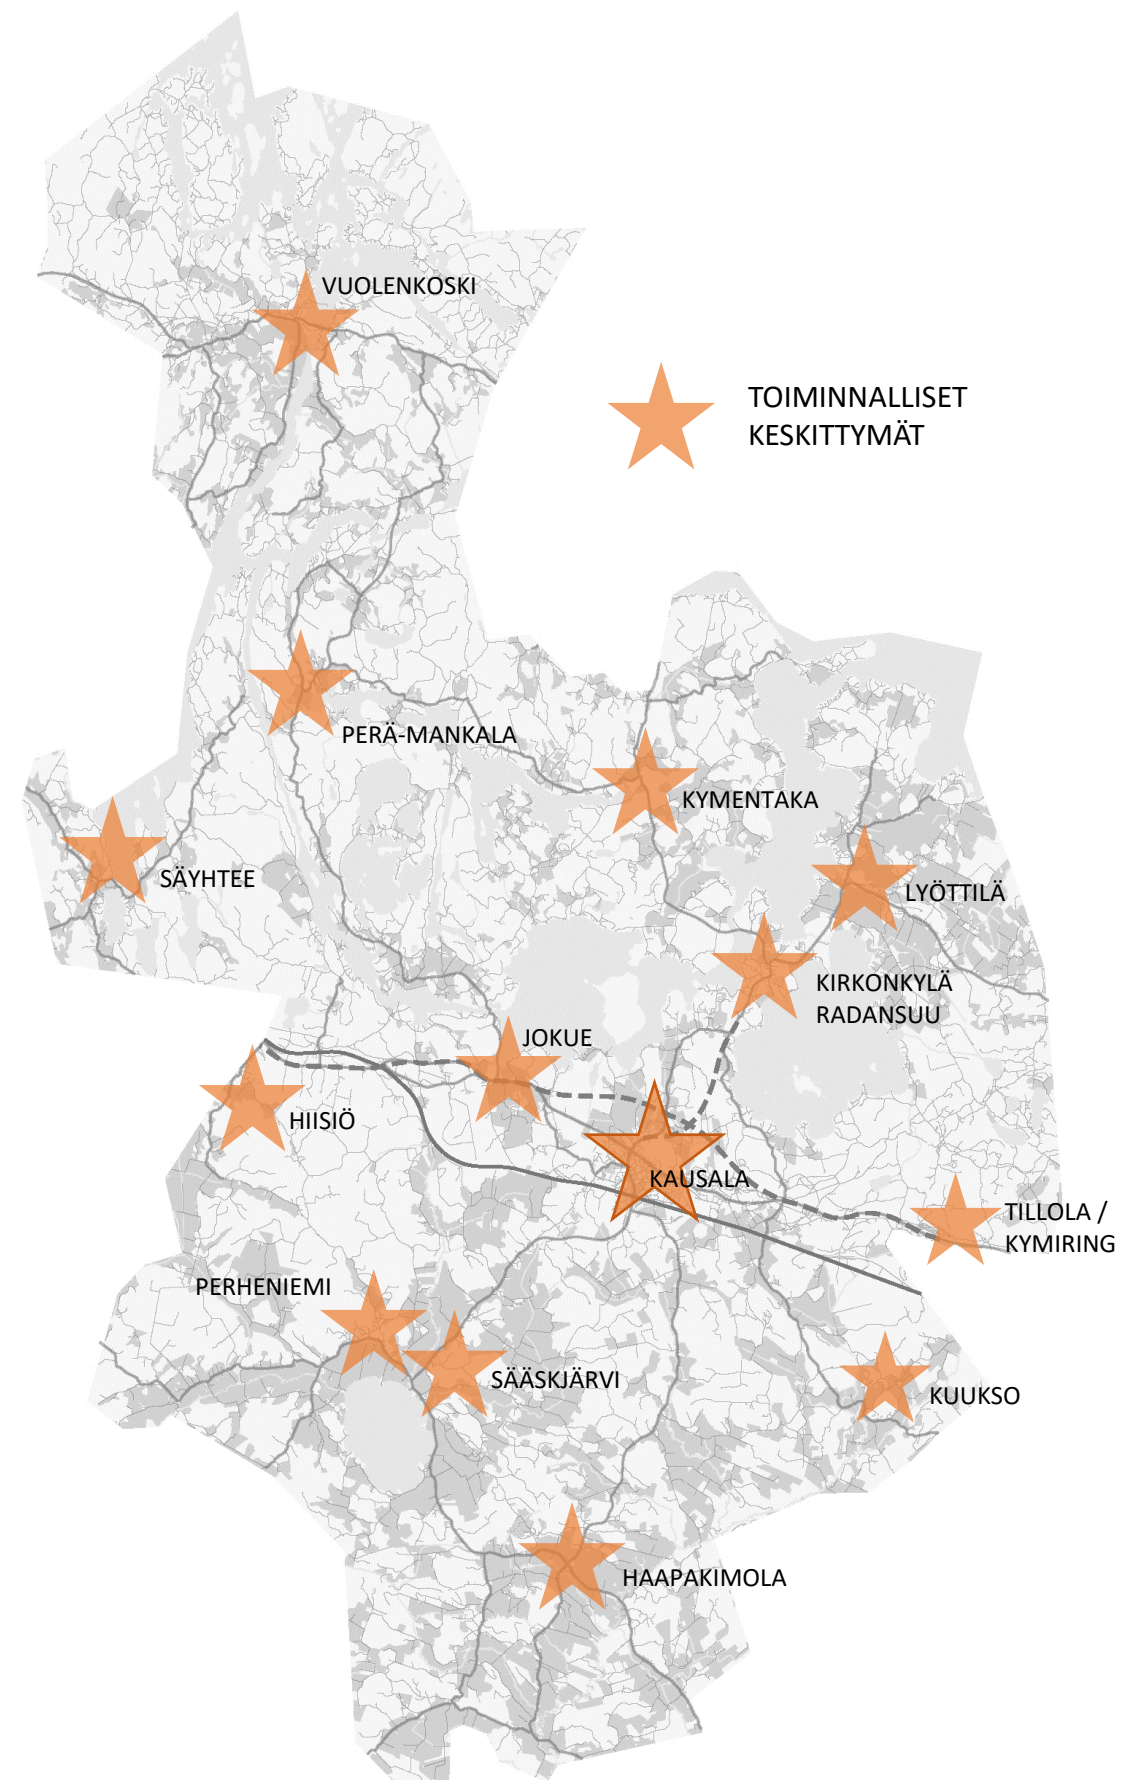 VUOLENKOSKI
TOIMINNALLISET
KESKITTYMÄT
PERÄ-MANKALA
KYMENTAKA
SÄYHTEE
LYÖTTILÄ
KIRKONKYLÄ
RADANSUU
JOKUE
HIISIÖ
KAUSALA
TILLOLA /
KYMIRING
PERHENIEMI
SÄÄSKJÄRVI
KUUKSO
HAAPAKIMOLA